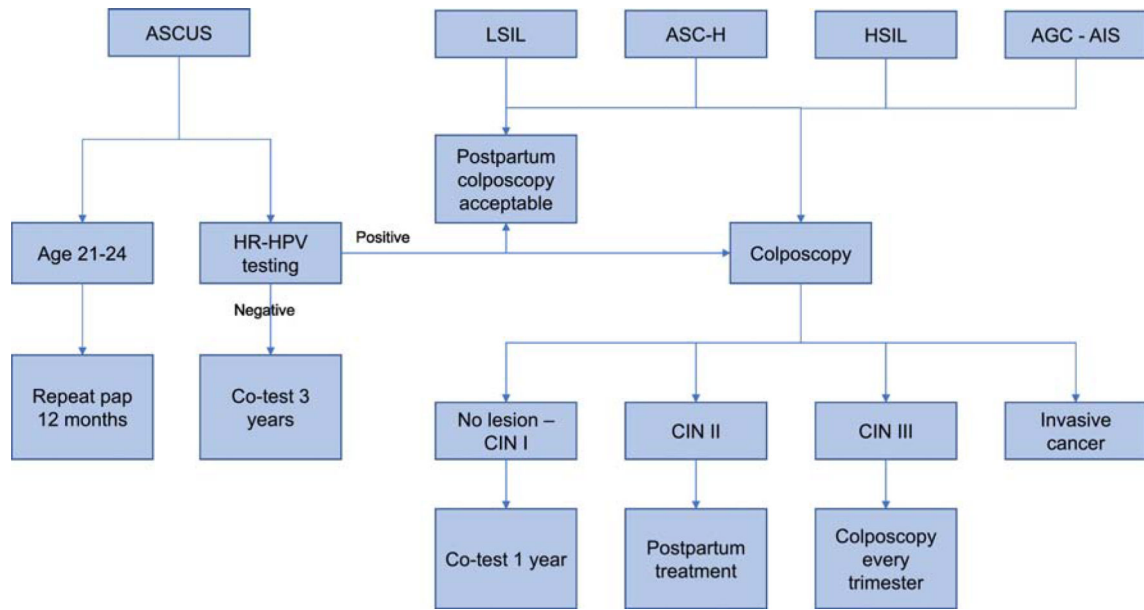 ASCUS
LSIL
ASC-H
HSIL
AGC - AIS
Postpartum
colposcopy
acceptable
Age 21-24
HR-HPV
testing
Positive
Colposcopy
Negative
Repeat pap
12 months
Co-test 3
years
No lesion –
CIN I
CIN II
CIN III
Invasive
cancer
Co-test 1 year
Postpartum
treatment
Colposcopy
every
trimester